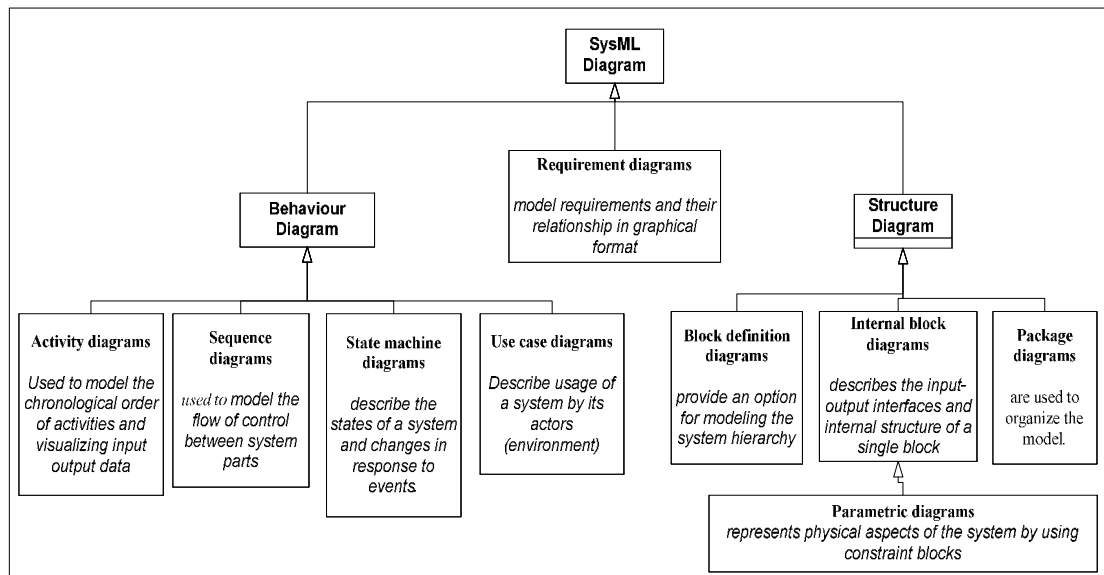 SysML
Diagram
Requirement diagrams
model requirements and their
relationship in graphical
format
Behaviour
Diagram
Structure
Diagram
Activity diagrams
Used to model the
chronological order
of activities and
visualizing input
output data
Sequence
diagrams
used to model the
flow of control
between system
parts
State machine
diagrams
describe the
states of a system
and changes in
response to
events.
Use case diagrams
Describe usage of
a system by its
actors
(environment)
Block definition
diagrams
provide an option
for modeling the
system hierarchy
Internal block
diagrams
describes the input-
output interfaces and
internal structure of a
single block
Package
diagrams
are used to
organize the
model.
Parametric diagrams
represents physical aspects of the system by using
constraint blocks